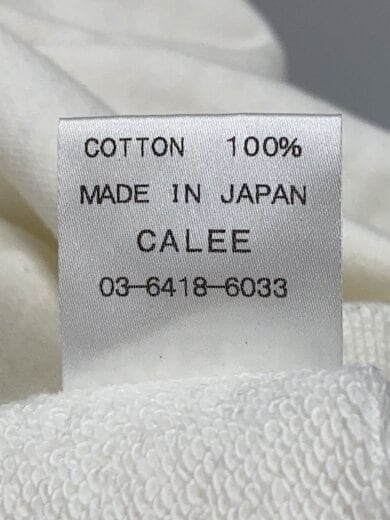 COTTON 100%
MADE IN JAPAN
CALEE
03-6418-6033